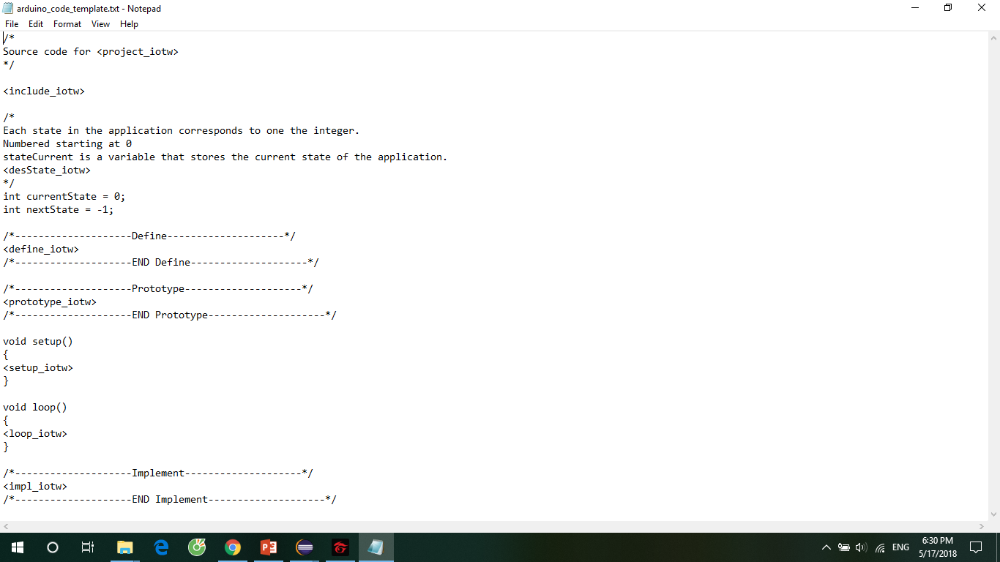 arduino_code_template.txt - Notepad
File Edit Format View Help
/*
Source code for <project_iotw>
*/
<include_iotw>
/*
Each state in the application corresponds to one the integer.
Numbered starting at 0
stateCurrent is a variable that stores the current state of the application.
<desState_iotw>
*/
int currentState = 0;
int nextState = -1;
/*--------------------Define--------------------*/
<define_iotw>
/*--------------------END Define--------------------*/
/*--------------------Prototype--------------------*/
<prototype_iotw>
/*--------------------END Prototype--------------------*/
void setup()
{
<setup_iotw>
}
void loop()
{
<loop_iotw>
}
/*--------------------Implement--------------------*/
<impl_iotw>
/*--------------------END Implement--------------------*/
ENG
6:30 PM
5/17/2018